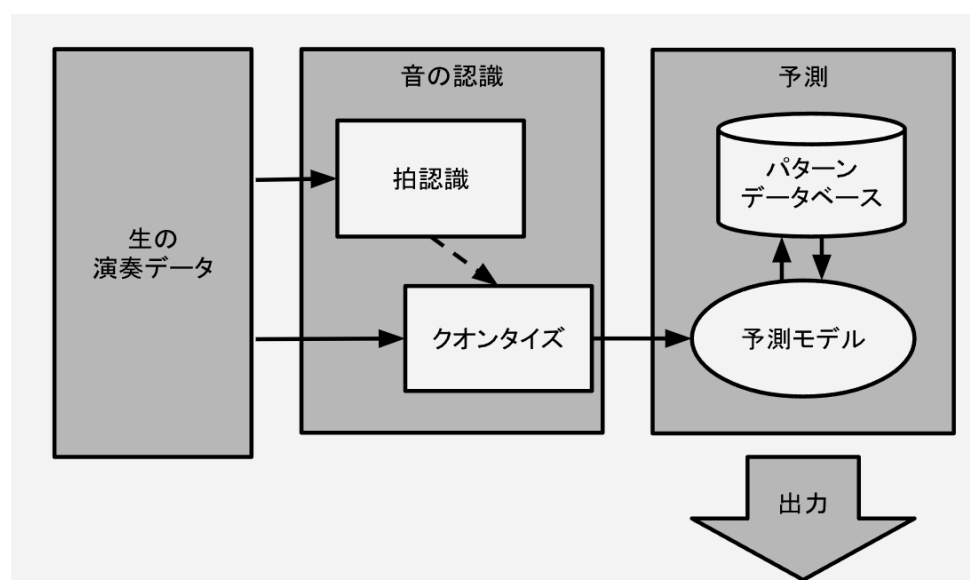 生の
演奏データ
音の認識
拍認識
クオンタイズ
予測
パターン
データベース
予測モデル
出力